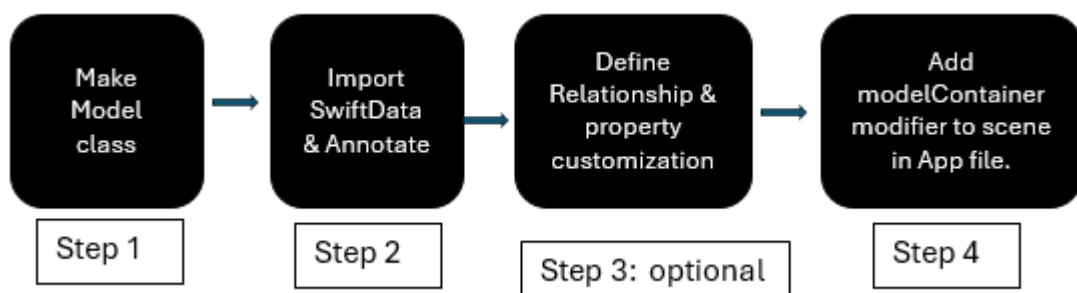 Make
Model
class
Import
SwiftData
& Annotate
Define
Relationship &
property
customization
Add
modelContainer
modifier to scene
in App file.
Step 1
Step 2
Step 3: optional
Step 4